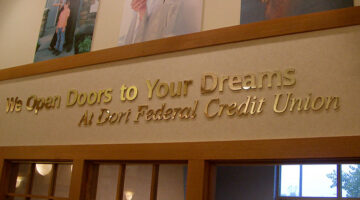 We Open Doors to Your Dreams
At Dort Federal Credit Union